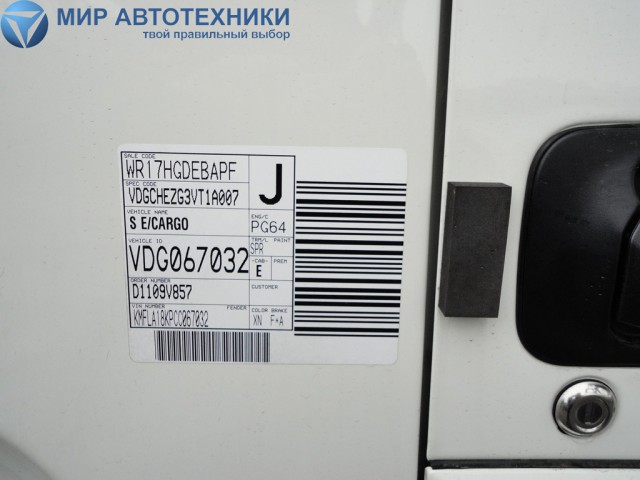 МИР АВТОТЕХНИКИ
твой правильный выбор
SALE CODE
WR17HGDEBAPF
J
SPEC CODE
VDGCHEZG3VT1A007
VEHICLE NAME
S E/CARGO
ENG/C
PG64
VEHICLE ID
VDG067032
TRM/L PAINT
SPR
-CAB- PREM
E
ORDER NUMBER
D1109V857
CUSTOMER
VIN NUMBER
KMFLA18KPCC067032
FENDER
COLOR BRAKE
XN F+A